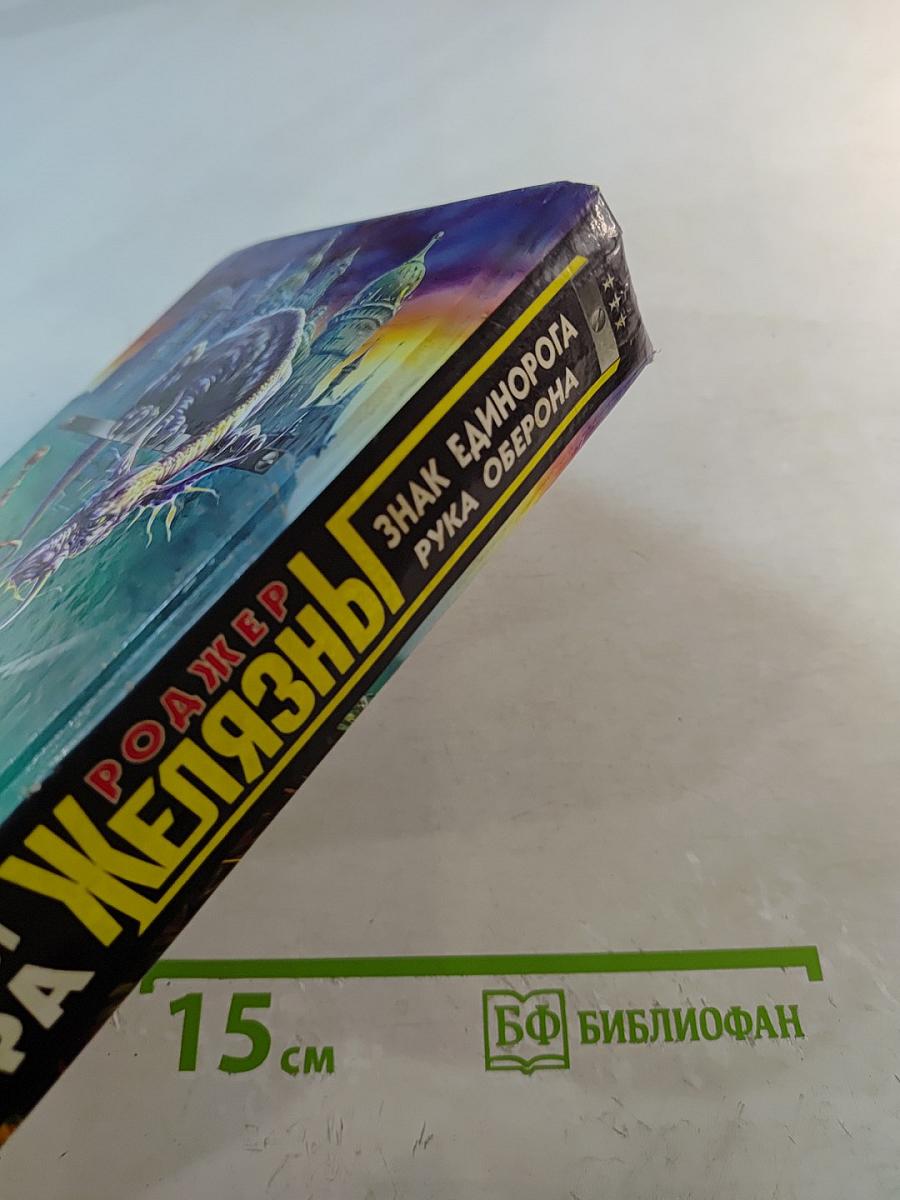 РОДЖЕР
ЖЕЛЯЗНЫ
ЗНАК ЕДИНОРОГА
РУКА ОБЕРОНА
15 см
БФ БИБЛИОФАН